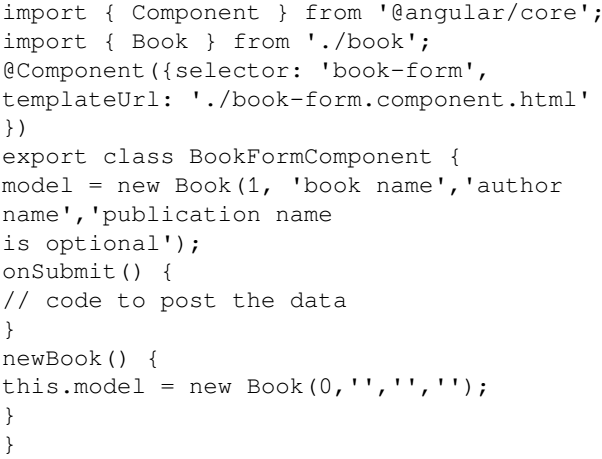 import { Component } from '@angular/core';
import { Book } from './book';
@Component({selector: 'book-form',
templateUrl: './book-form.component.html'
})
export class BookFormComponent {
model = new Book(1, 'book name','author
name','publication name
is optional');
onSubmit() {
// code to post the data
}
newBook() {
this.model = new Book(0,'','','');
}
}